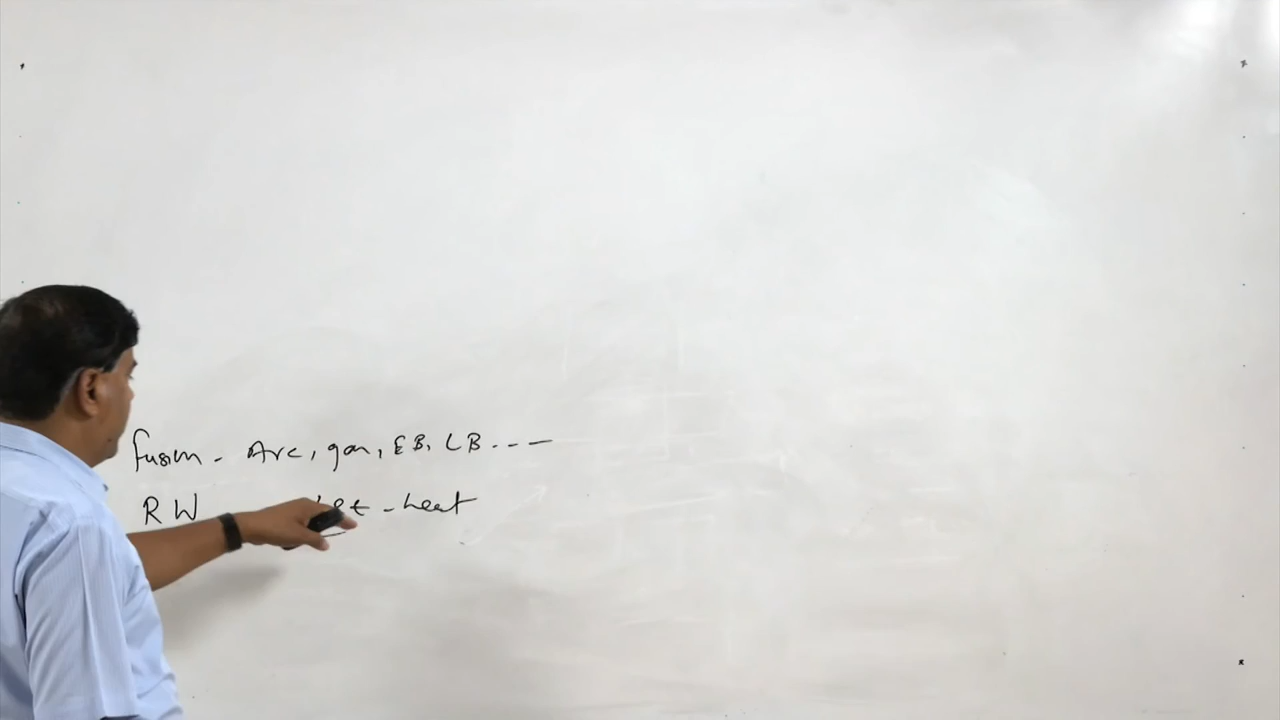 fusion - Arc, gas, EB, LB - - -
RW - heat